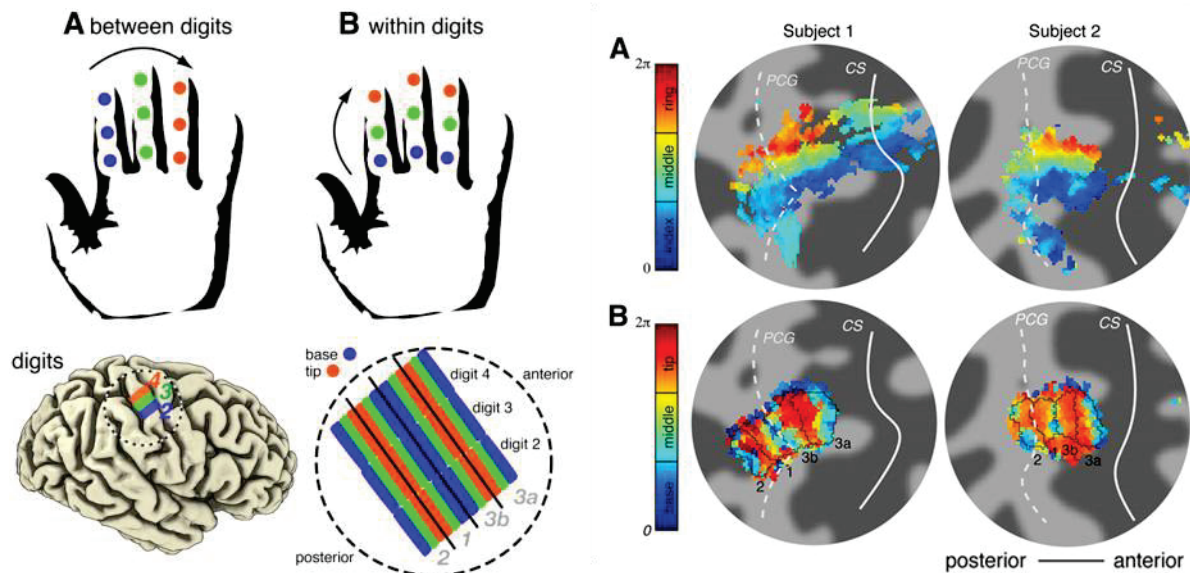 A between digits
B within digits
digits
4
3
2
base
tip
digit 4
digit 3
digit 2
anterior
posterior
2
1
3b
3a
Subject 1
Subject 2
A
2π
ring
middle
index
0
PCG
CS
PCG
CS
B
2π
tip
middle
base
0
PCG
CS
2
1
3b
3a
PCG
CS
2
1
3b
3a
posterior anterior